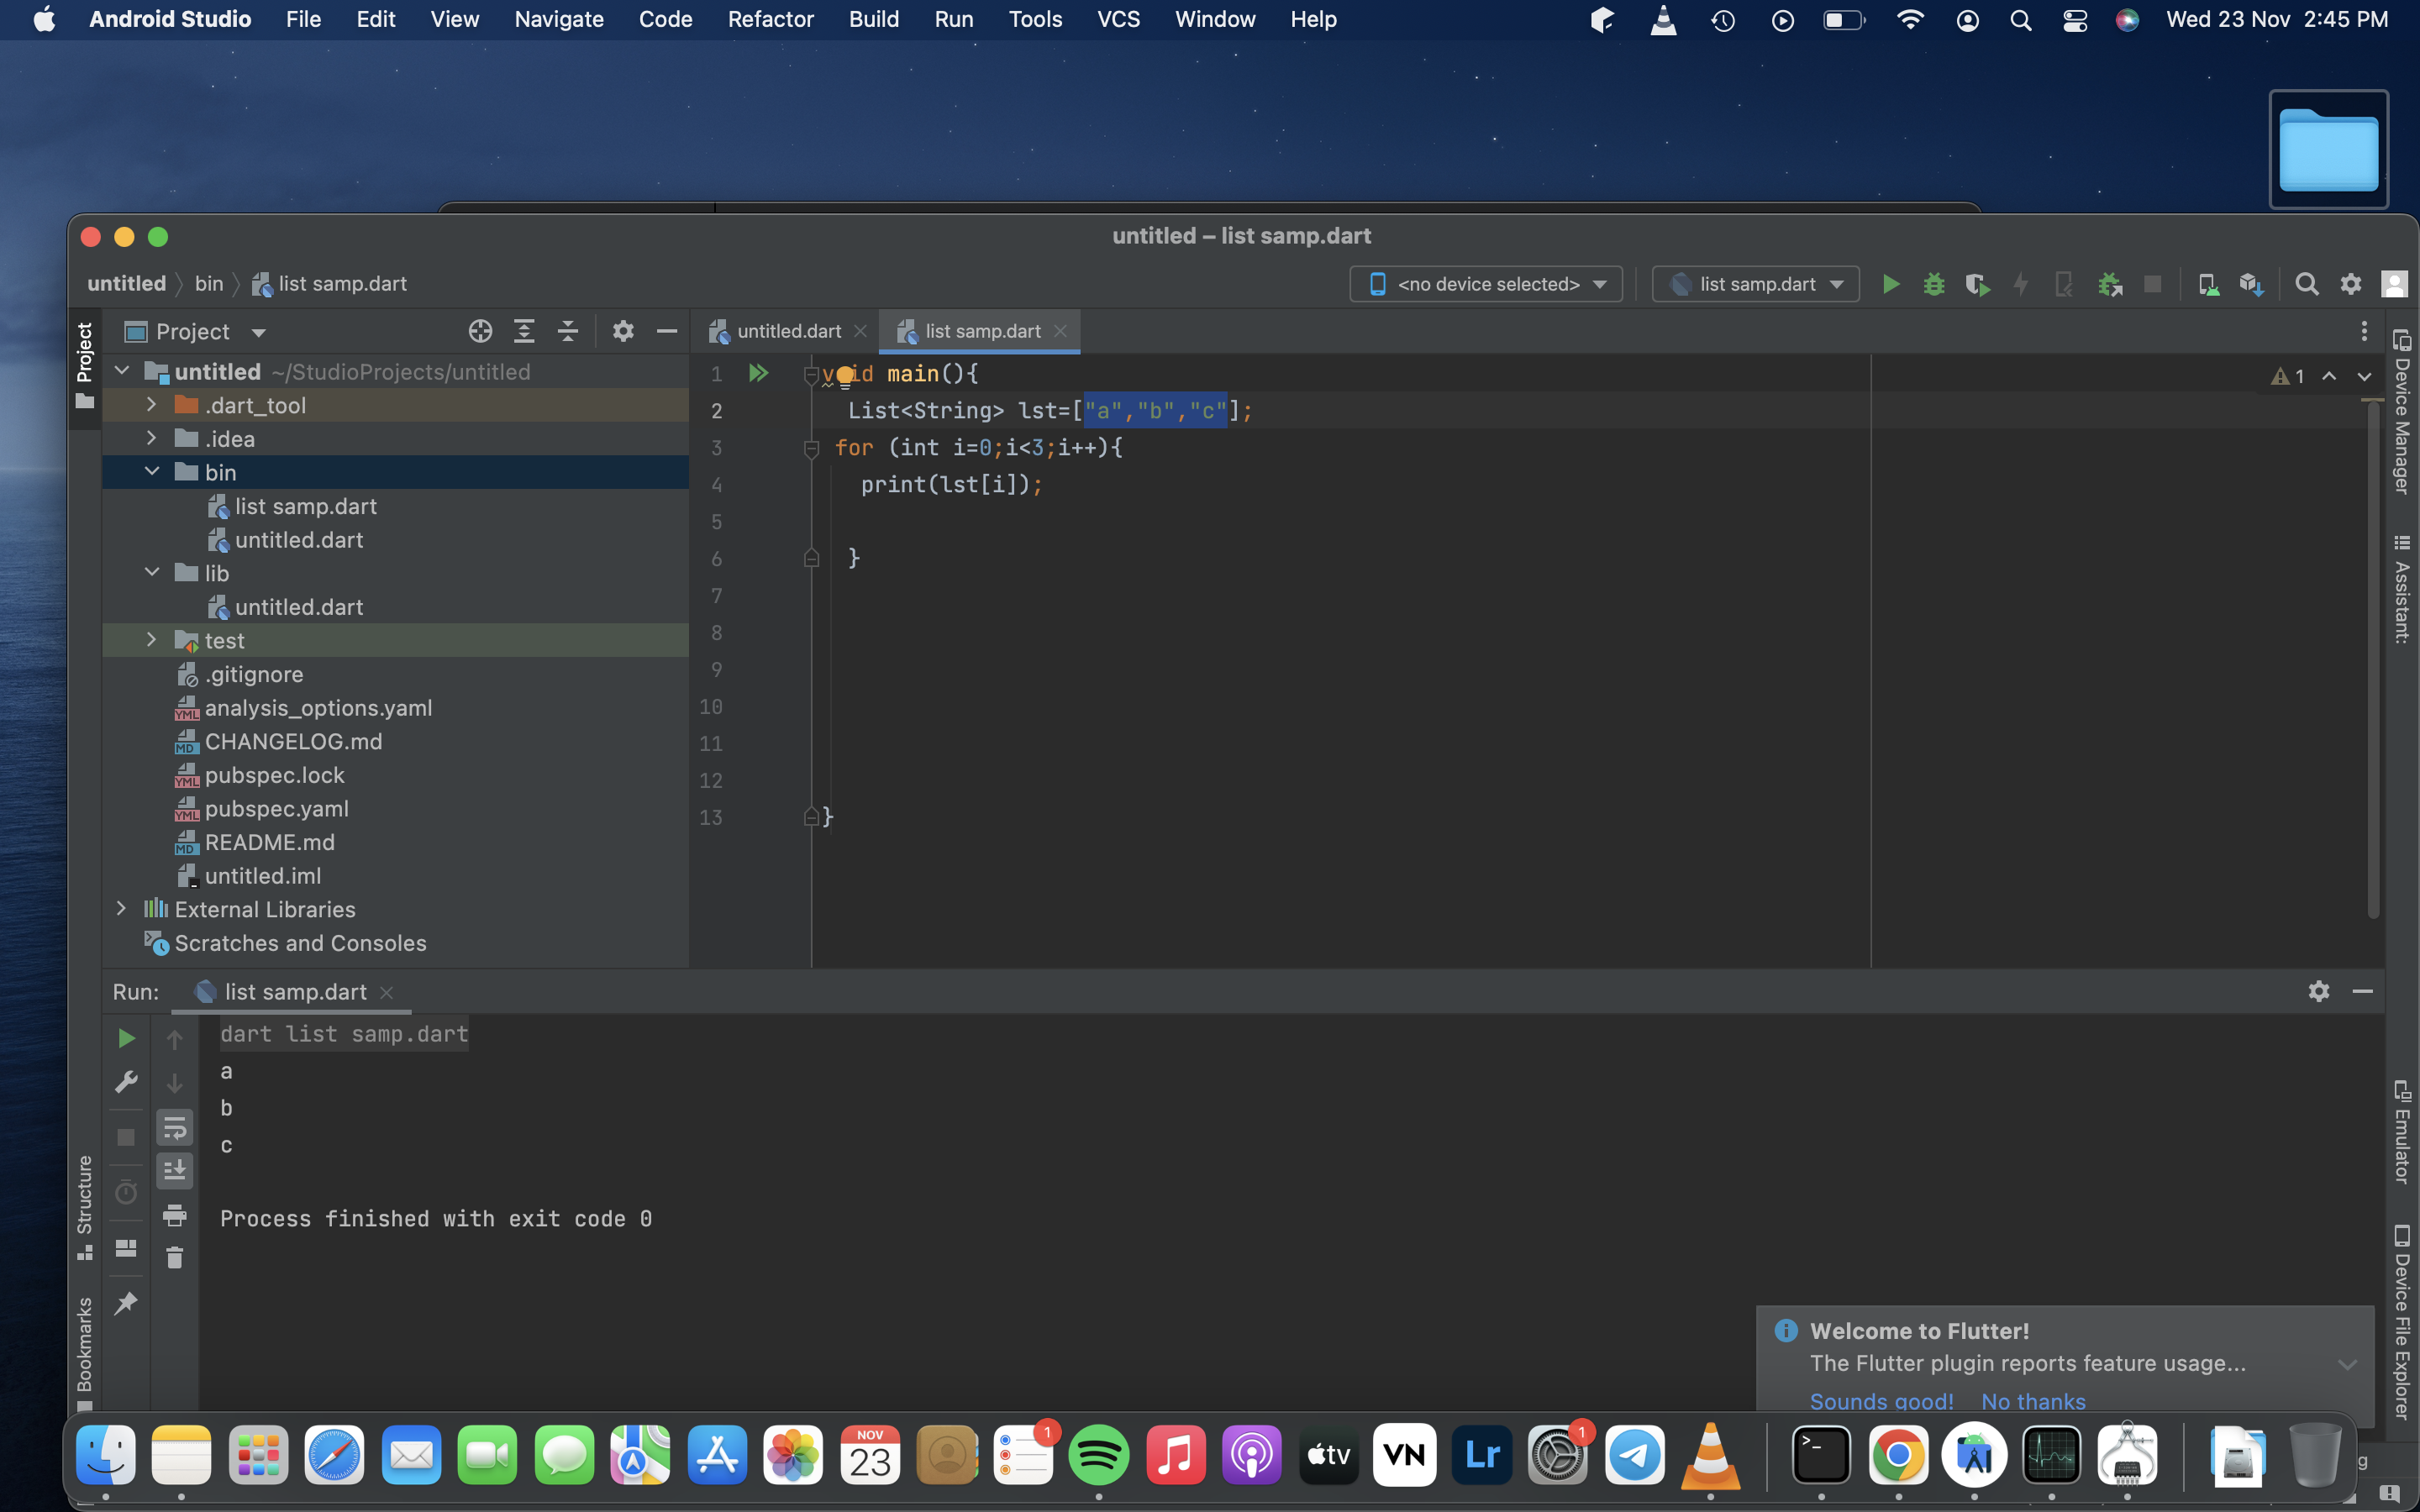 Android Studio File Edit View Navigate Code Refactor Build Run Tools VCS Window Help Wed 23 Nov 2:45 PM
untitled – list samp.dart
untitled bin list samp.dart <no device selected> list samp.dart
Project Project untitled.dart list samp.dart
untitled ~/StudioProjects/untitled
.dart_tool
.idea
bin
list samp.dart
untitled.dart
lib
untitled.dart
test
.gitignore
analysis_options.yaml
CHANGELOG.md
pubspec.lock
pubspec.yaml
README.md
untitled.iml
External Libraries
Scratches and Consoles
1 void main(){
2 List<String> lst=["a","b","c"];
3 for (int i=0;i<3;i++){
4 print(lst[i]);
5
6 }
7
8
9
10
11
12
13 }
1
Device Manager
Assistant:
Emulator
Device File Explorer
Run: list samp.dart
dart list samp.dart
a
b
c
Process finished with exit code 0
Structure
Bookmarks
Welcome to Flutter!
The Flutter plugin reports feature usage...
Sounds good! No thanks
NOV
23
1
tv
VN
Lr
1